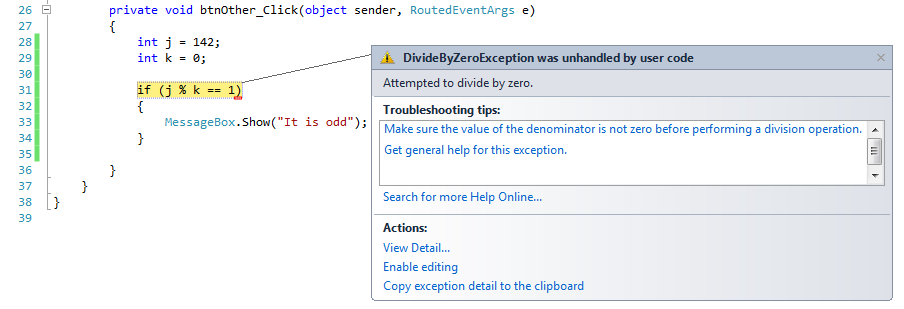 26 private void btnOther_Click(object sender, RoutedEventArgs e)
27 {
28 int j = 142;
29 int k = 0;
30
31 if (j % k == 1)
32 {
33 MessageBox.Show("It is odd");
34 }
35
36 }
37 }
38 }
39
DivideByZeroException was unhandled by user code
Attempted to divide by zero.
Troubleshooting tips:
Make sure the value of the denominator is not zero before performing a division operation.
Get general help for this exception.
Search for more Help Online...
Actions:
View Detail...
Enable editing
Copy exception detail to the clipboard